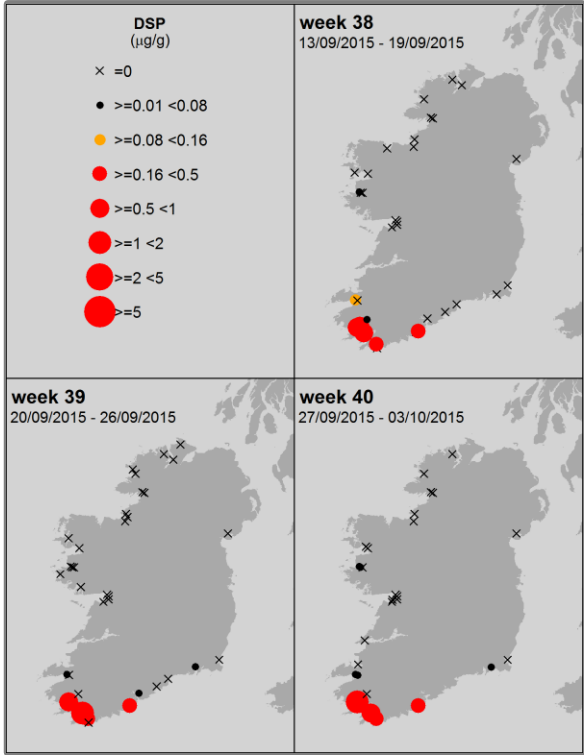 DSP
(µg/g)
=0
>=0.01 <0.08
>=0.08 <0.16
>=0.16 <0.5
>=0.5 <1
>=1 <2
>=2 <5
>=5
week 38
13/09/2015 - 19/09/2015
week 39
20/09/2015 - 26/09/2015
week 40
27/09/2015 - 03/10/2015